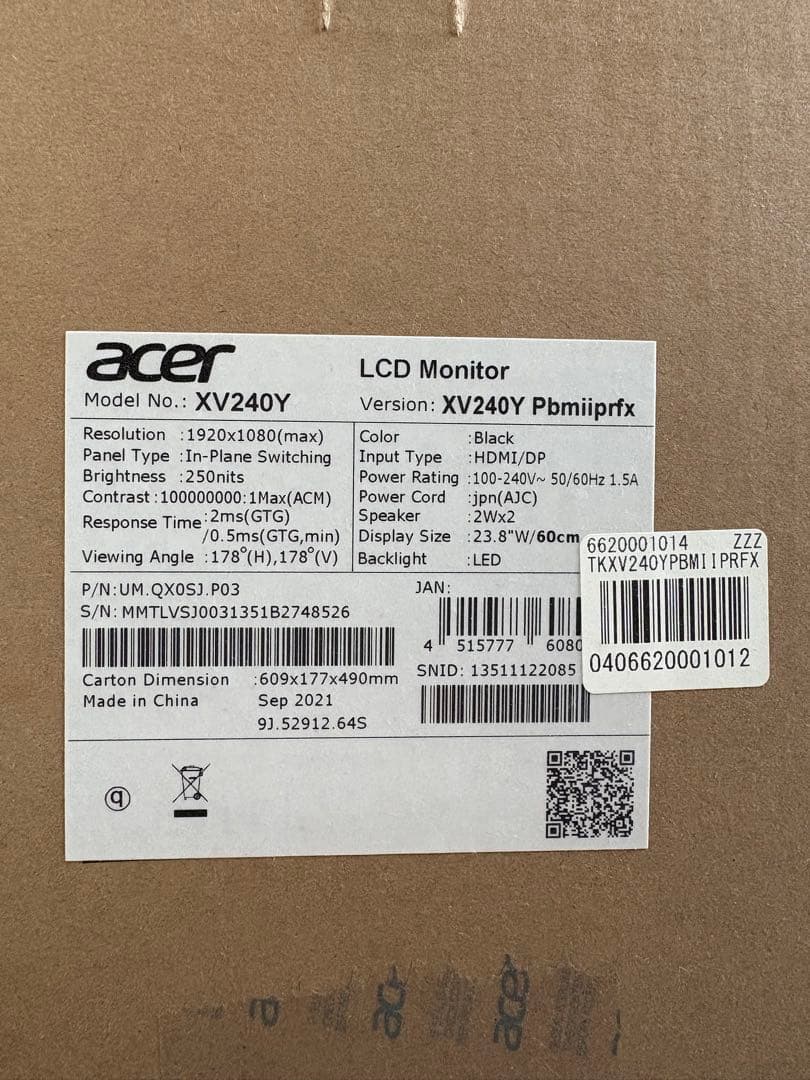 acer
LCD Monitor
Model No.: XV240Y
Version: XV240Y Pbmiiprfx
Resolution :1920x1080(max)
Panel Type :In-Plane Switching
Brightness :250nits
Contrast:100000000:1Max(ACM)
Response Time:2ms(GTG)
/0.5ms(GTG,min)
Viewing Angle :178°(H),178°(V)
Color :Black
Input Type :HDMI/DP
Power Rating :100-240V~ 50/60Hz 1.5A
Power Cord :jpn(AJC)
Speaker :2Wx2
Display Size :23.8"W/60cm
Backlight :LED
P/N:UM.QX0SJ.P03
S/N:MMTLVSJ0031351B2748526
Carton Dimension :609x177x490mm
Made in China Sep 2021
9J.52912.64S
JAN:
4 515777 6080
SNID: 13511122085
6620001014 ZZZ
TKXV240YPBMIIPRFX
0406620001012
q
a
ac
acer